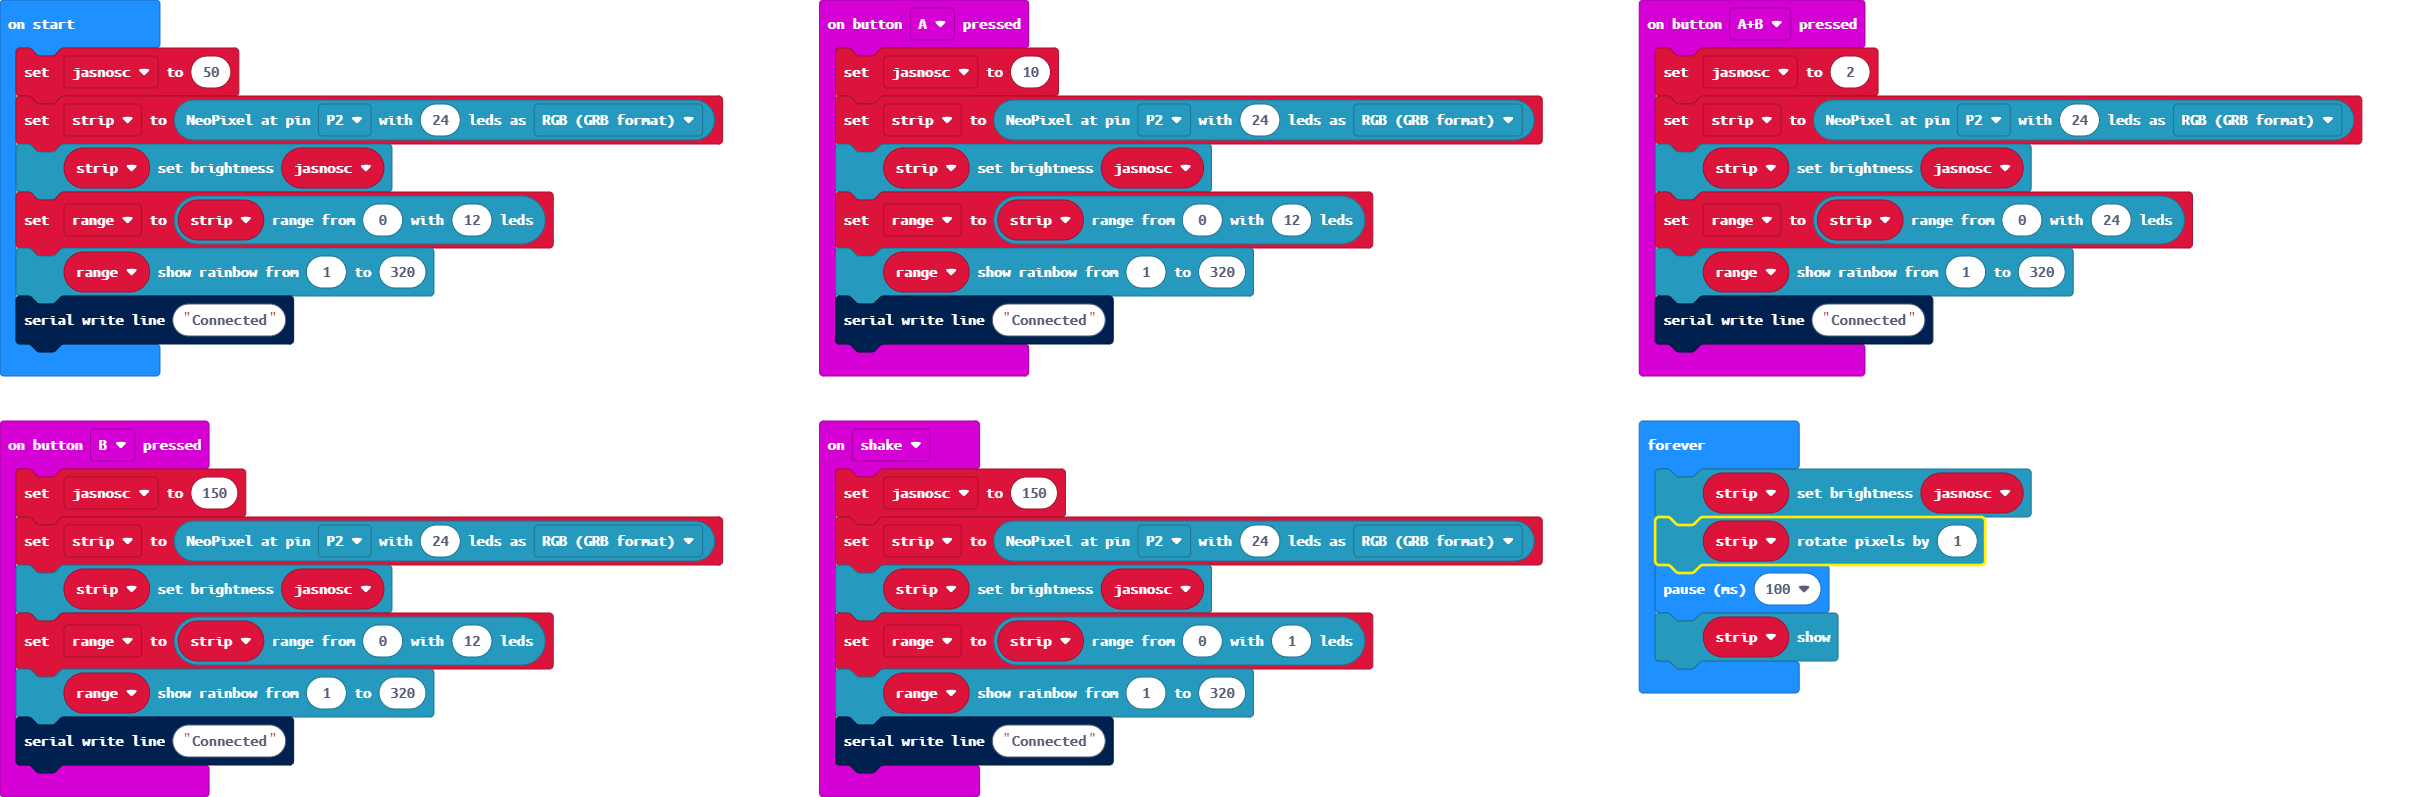 on start
set jasnosc to 50
set strip to NeoPixel at pin P2 with 24 leds as RGB (GRB format)
strip set brightness jasnosc
set range to strip range from 0 with 12 leds
range show rainbow from 1 to 320
serial write line "Connected"
on button A pressed
set jasnosc to 10
set strip to NeoPixel at pin P2 with 24 leds as RGB (GRB format)
strip set brightness jasnosc
set range to strip range from 0 with 12 leds
range show rainbow from 1 to 320
serial write line "Connected"
on button A+B pressed
set jasnosc to 2
set strip to NeoPixel at pin P2 with 24 leds as RGB (GRB format)
strip set brightness jasnosc
set range to strip range from 0 with 24 leds
range show rainbow from 1 to 320
serial write line "Connected"
on button B pressed
set jasnosc to 150
set strip to NeoPixel at pin P2 with 24 leds as RGB (GRB format)
strip set brightness jasnosc
set range to strip range from 0 with 12 leds
range show rainbow from 1 to 320
serial write line "Connected"
on shake
set jasnosc to 150
set strip to NeoPixel at pin P2 with 24 leds as RGB (GRB format)
strip set brightness jasnosc
set range to strip range from 0 with 1 leds
range show rainbow from 1 to 320
serial write line "Connected"
forever
strip set brightness jasnosc
strip rotate pixels by 1
pause (ms) 100
strip show